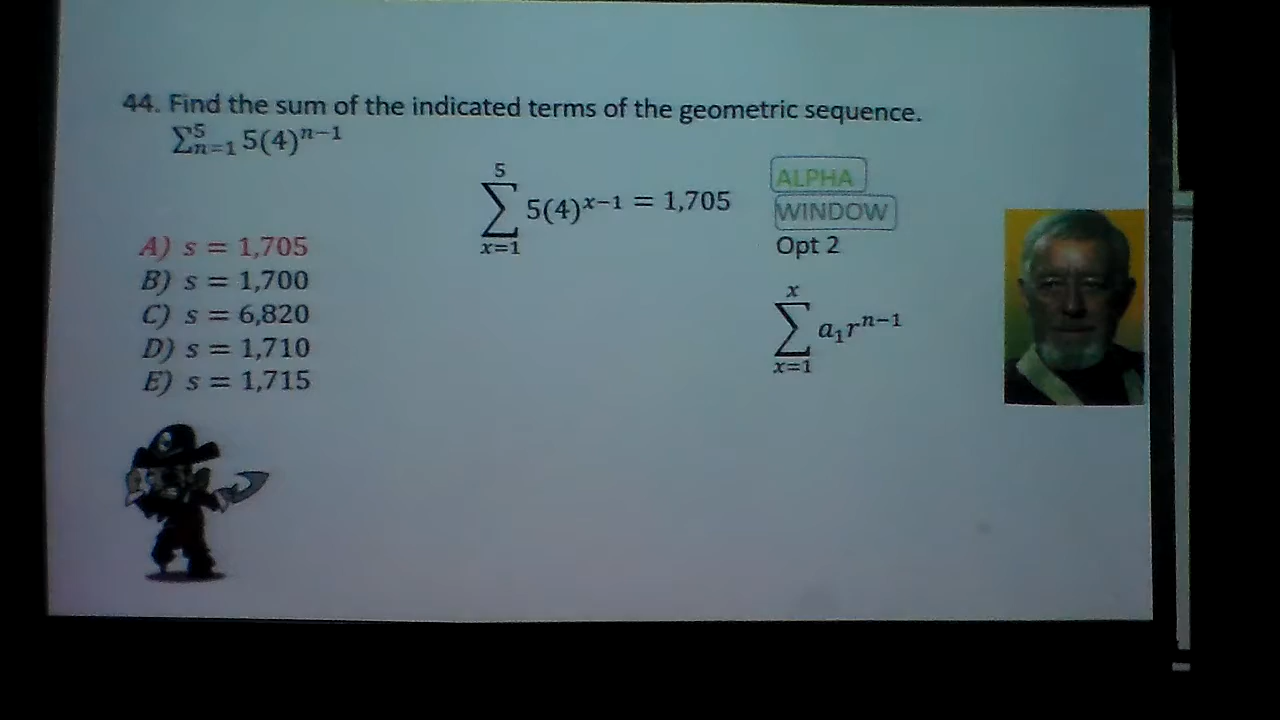 44. Find the sum of the indicated terms of the geometric sequence.
∑⁵ₙ₌₁ 5(4)ⁿ⁻¹
5
∑ 5(4)ˣ⁻¹ = 1,705
x=1
ALPHA
WINDOW
Opt 2
x
∑ a₁rⁿ⁻¹
x=1
A) s = 1,705
B) s = 1,700
C) s = 6,820
D) s = 1,710
E) s = 1,715